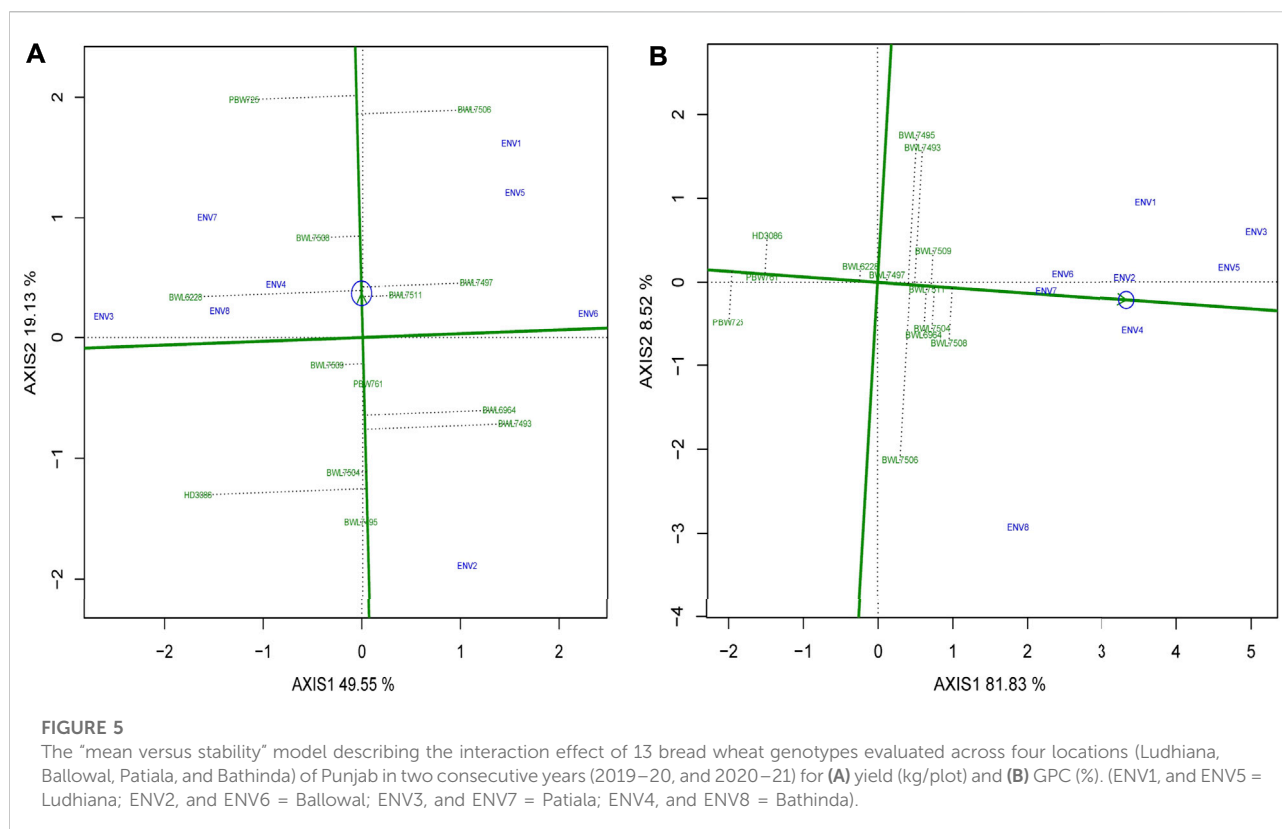 A
B
PBW725
BWL7506
ENV1
ENV5
ENV7
BWL7508
ENV4
BWL7497
BWL7511
BWL6228
ENV8
ENV3
ENV6
BWL7509
PBW761
BWL6964
BWL7493
BWL7504
HD3086
BWL7495
ENV2
2
1
0
−1
−2
AXIS2 19.13 %
−2 −1 0 1 2
AXIS1 49.55 %
BWL7495
BWL7493
ENV1
HD3086
ENV3
BWL7509
BWL6228
ENV5
PBW761
BWL7497
ENV6
ENV2
BWL7511
ENV7
PBW725
BWL7504
ENV4
BWL6964
BWL7508
BWL7506
ENV8
2
1
0
−1
−2
−3
−4
AXIS2 8.52 %
−2 −1 0 1 2 3 4 5
AXIS1 81.83 %
FIGURE 5
The “mean versus stability” model describing the interaction effect of 13 bread wheat genotypes evaluated across four locations (Ludhiana,
Ballowal, Patiala, and Bathinda) of Punjab in two consecutive years (2019–20, and 2020–21) for (A) yield (kg/plot) and (B) GPC (%). (ENV1, and ENV5 =
Ludhiana; ENV2, and ENV6 = Ballowal; ENV3, and ENV7 = Patiala; ENV4, and ENV8 = Bathinda).